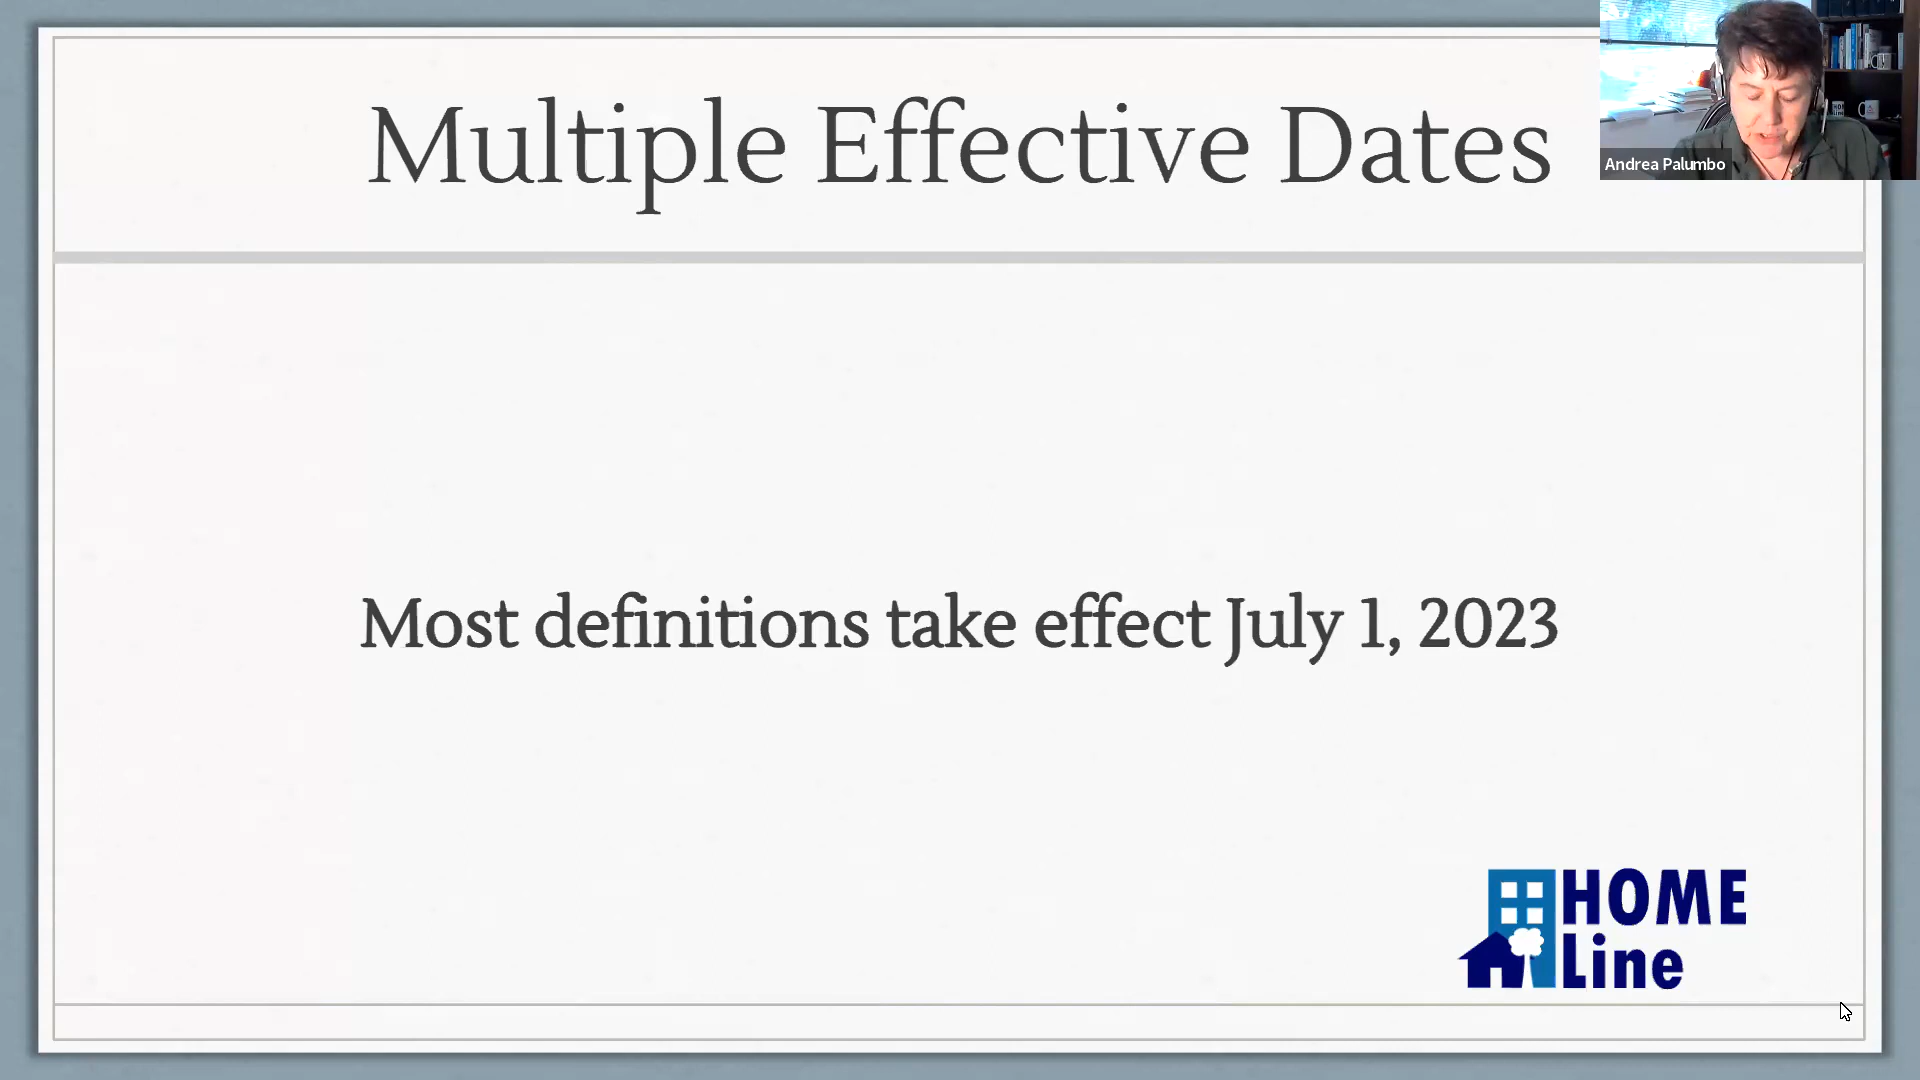 Multiple Effective Dates
Andrea Palumbo
Most definitions take effect July 1, 2023
HOME
Line